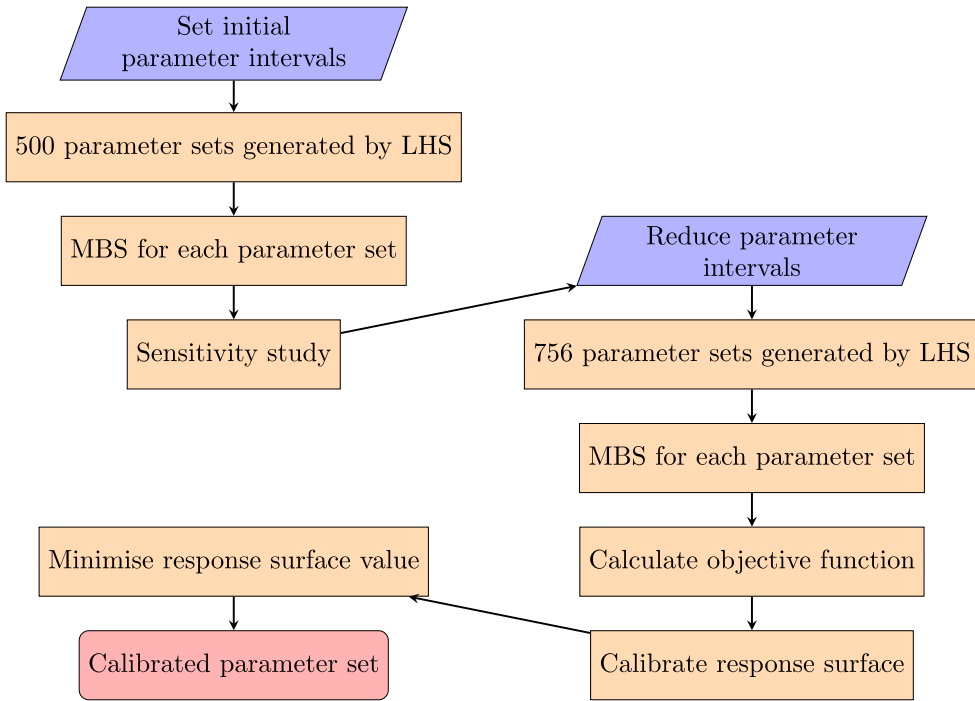 Set initial
parameter intervals
500 parameter sets generated by LHS
MBS for each parameter set
Sensitivity study
Reduce parameter
intervals
756 parameter sets generated by LHS
MBS for each parameter set
Calculate objective function
Calibrate response surface
Minimise response surface value
Calibrated parameter set